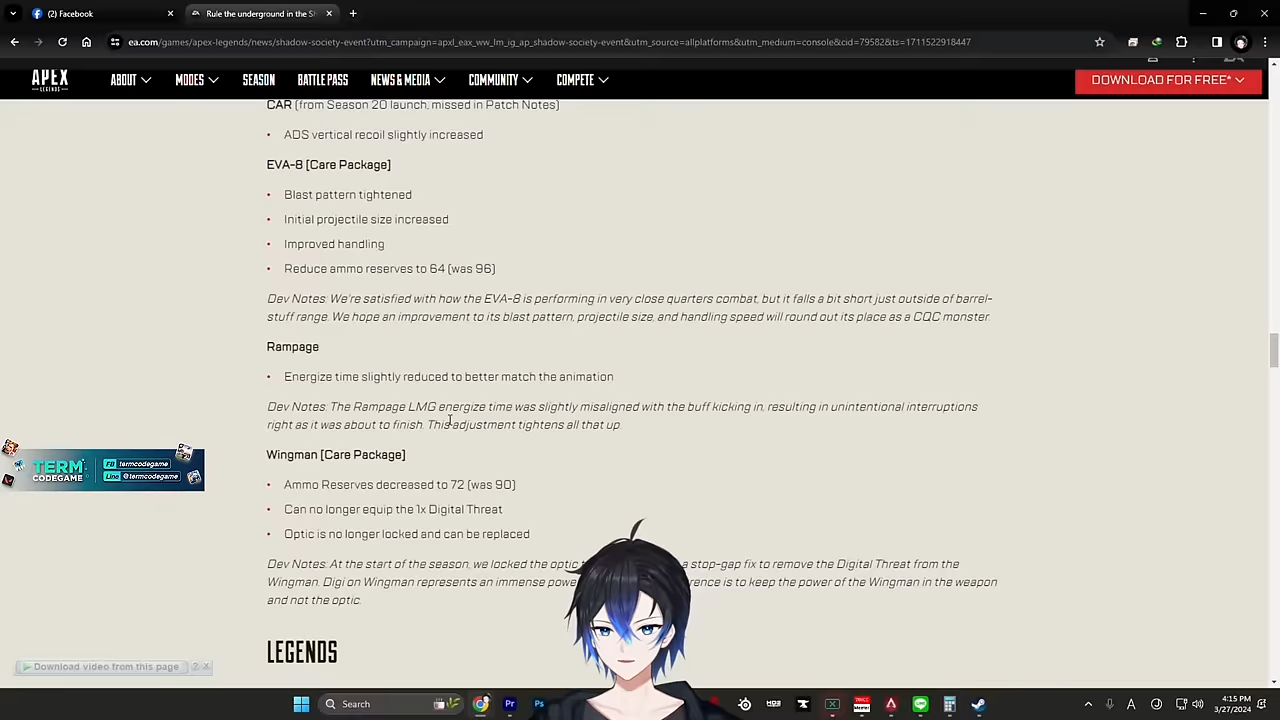 (2) Facebook
Rule the underground in the Sh
ea.com/games/apex-legends/news/shadow-society-event?utm_campaign=apxl_eax_ww_lm_ig_ap_shadow-society-event&utm_source=allplatforms&utm_medium=console&cid=79582&ts=1711522918447
APEX
LEGENDS
ABOUT
MODES
SEASON
BATTLE PASS
NEWS & MEDIA
COMMUNITY
COMPETE
DOWNLOAD FOR FREE*
CAR (from Season 20 launch, missed in Patch Notes)
• ADS vertical recoil slightly increased
EVA-8 [Care Package]
• Blast pattern tightened
• Initial projectile size increased
• Improved handling
• Reduce ammo reserves to 64 (was 96)
Dev Notes: We're satisfied with how the EVA-8 is performing in very close quarters combat, but it falls a bit short just outside of barrel-
stuff range. We hope an improvement to its blast pattern, projectile size, and handling speed will round out its place as a CQC monster.
Rampage
• Energize time slightly reduced to better match the animation
Dev Notes: The Rampage LMG energize time was slightly misaligned with the buff kicking in, resulting in unintentional interruptions
right as it was about to finish. This adjustment tightens all that up.
TERM
CODEGAME
FB termcodegame
Line @termcodegame
Wingman [Care Package]
• Ammo Reserves decreased to 72 (was 90)
• Can no longer equip the 1x Digital Threat
• Optic is no longer locked and can be replaced
Dev Notes: At the start of the season, we locked the optic a stop-gap fix to remove the Digital Threat from the
Wingman. Digi on Wingman represents an immense power rence is to keep the power of the Wingman in the weapon
and not the optic.
LEGENDS
Download video from this page ? X
Search
4:15 PM
3/27/2024